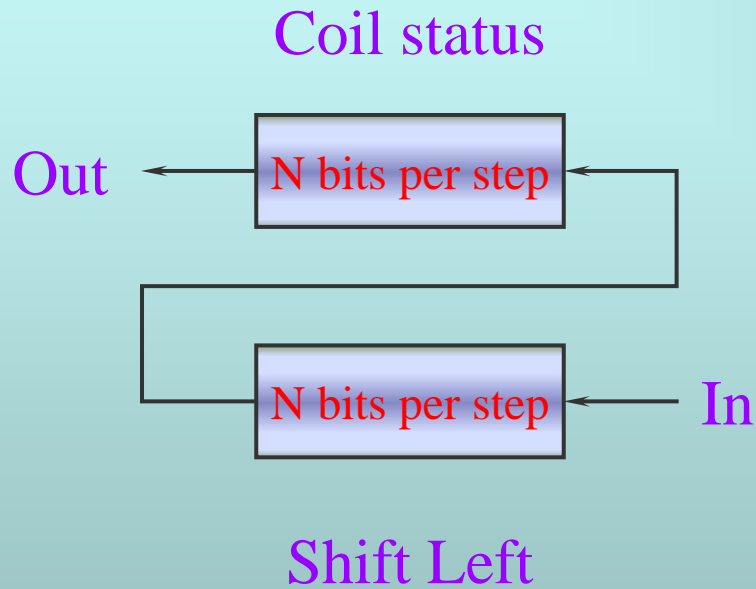 Coil status
Out
N bits per step
N bits per step
In
Shift Left